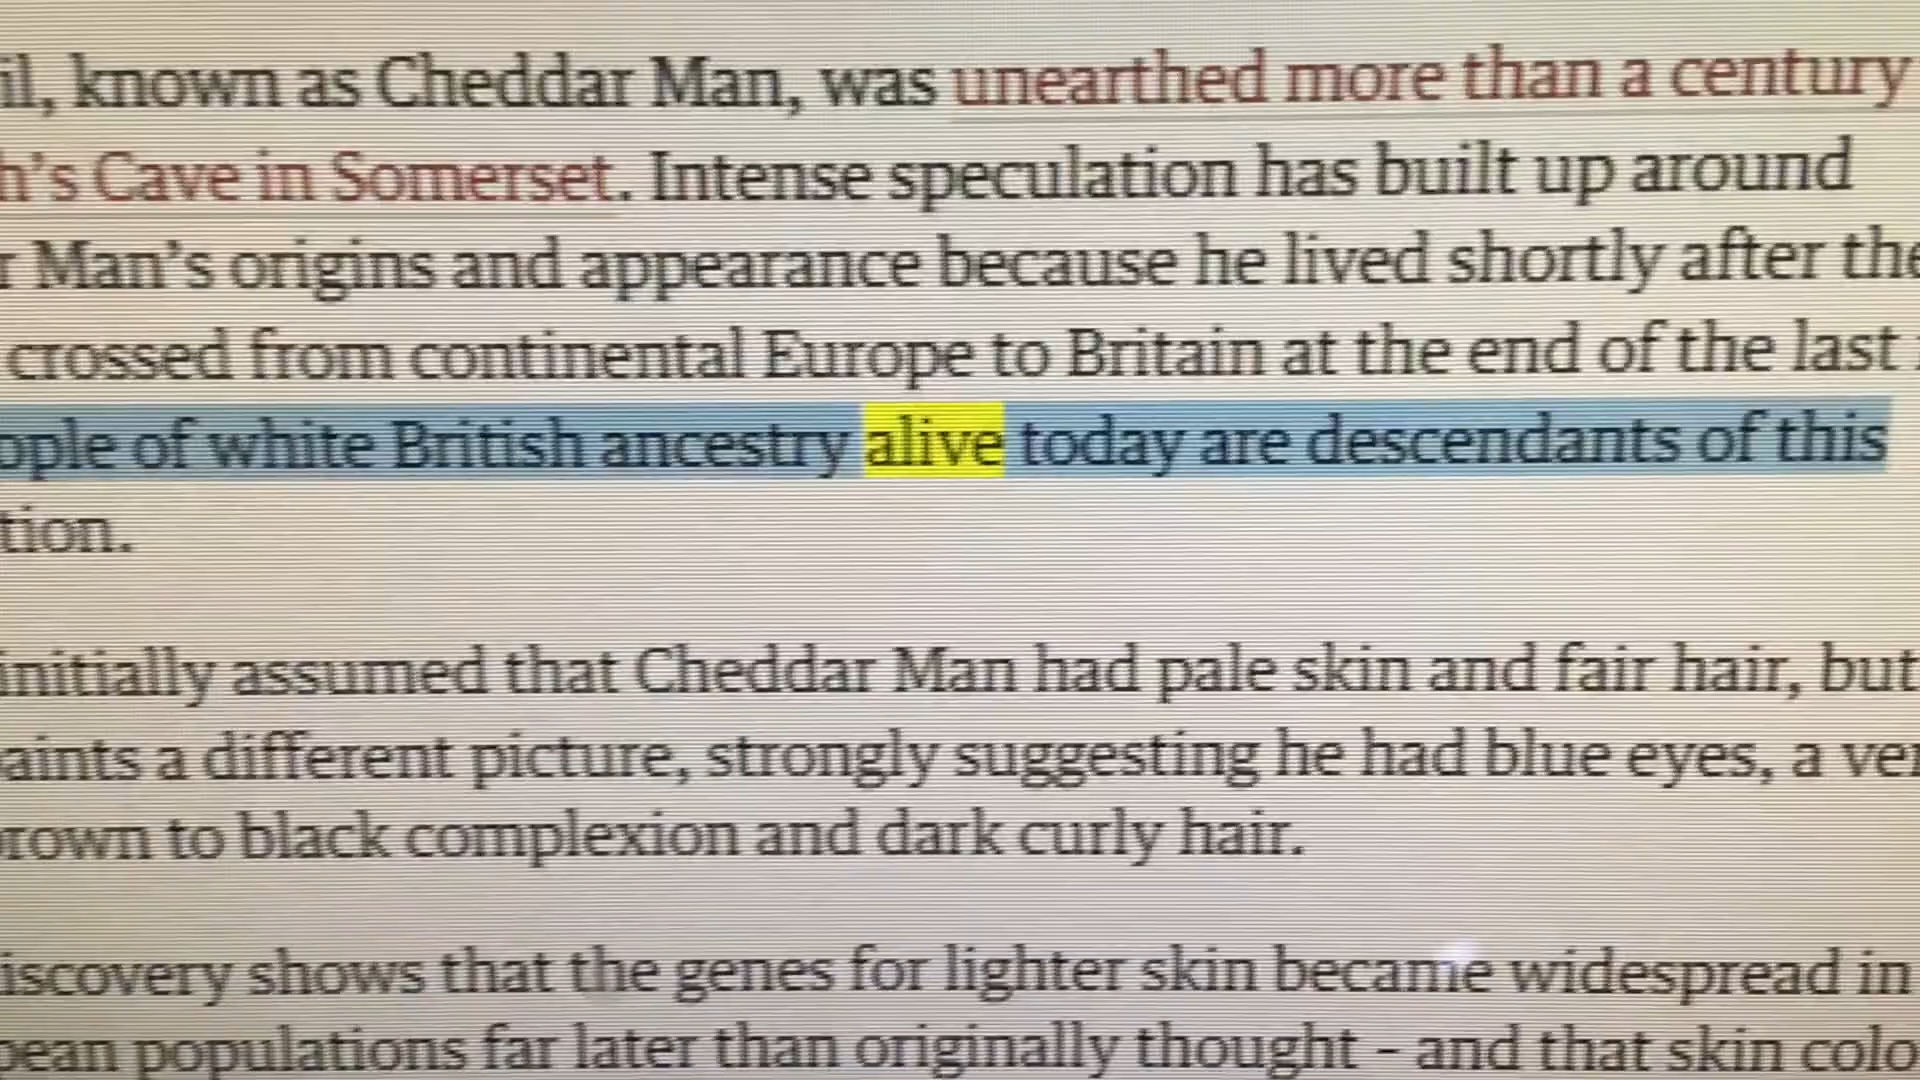 il, known as Cheddar Man, was unearthed more than a century
h's Cave in Somerset. Intense speculation has built up around
r Man's origins and appearance because he lived shortly after the
crossed from continental Europe to Britain at the end of the last
ople of white British ancestry alive today are descendants of this
tion.
initially assumed that Cheddar Man had pale skin and fair hair, but
aints a different picture, strongly suggesting he had blue eyes, a ver
rown to black complexion and dark curly hair.
iscovery shows that the genes for lighter skin became widespread in
pean populations far later than originally thought - and that skin colo